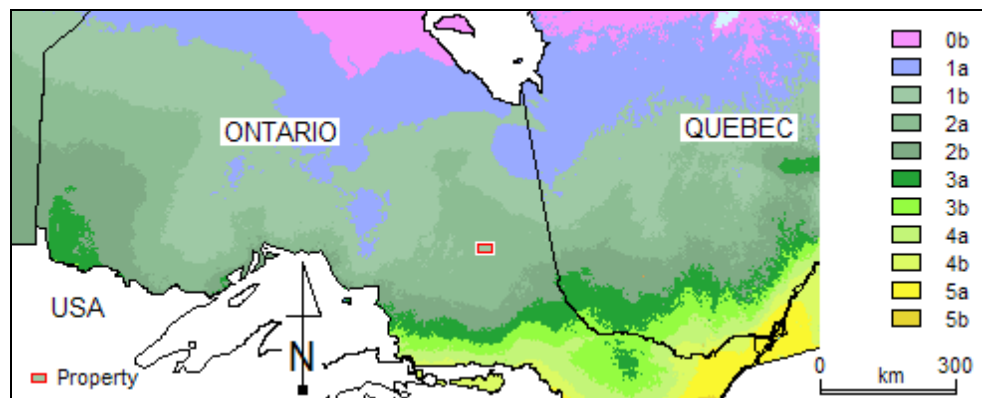 ONTARIO
QUEBEC
USA
N
Property
0b
1a
1b
2a
2b
3a
3b
4a
4b
5a
5b
0 300
km